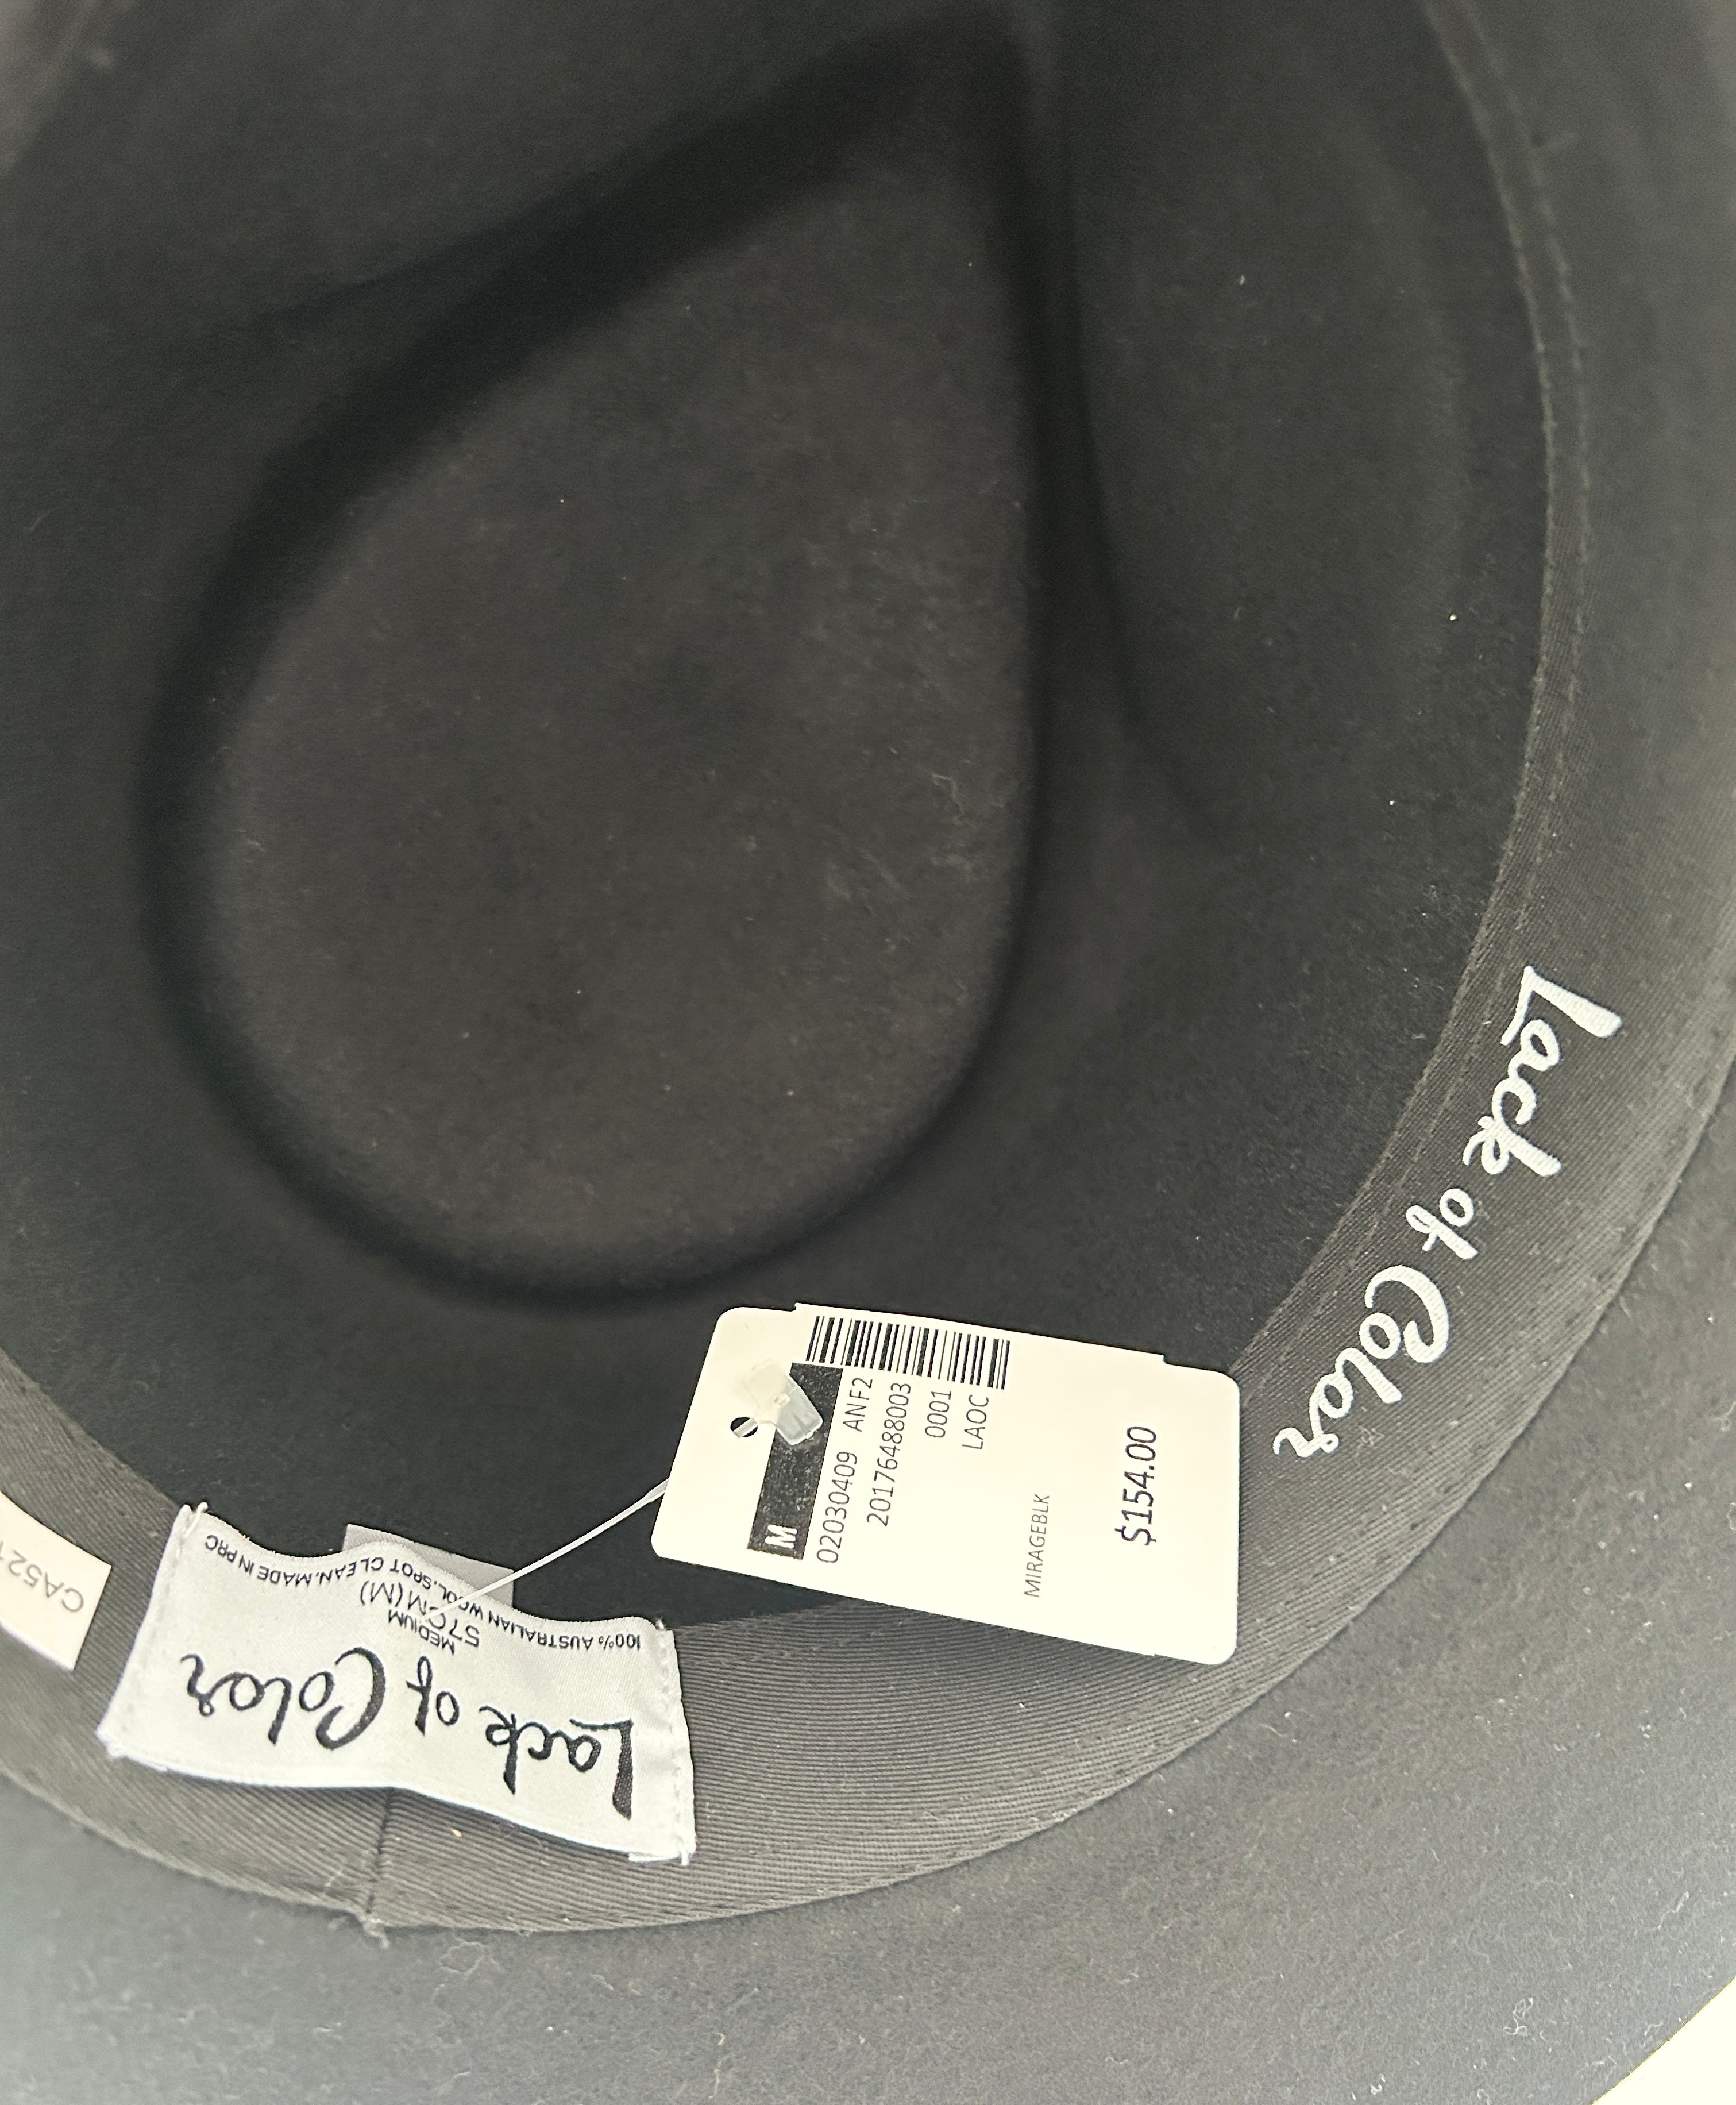 Lack of Color
M
02030409 ANF2
20176488003
0001
LAOC
MIRAGEBLK
$154.00
Lack of Color
MEDIUM
57CM(M)
100% AUSTRALIAN WOOL.SPOT CLEAN.MADE IN PRC